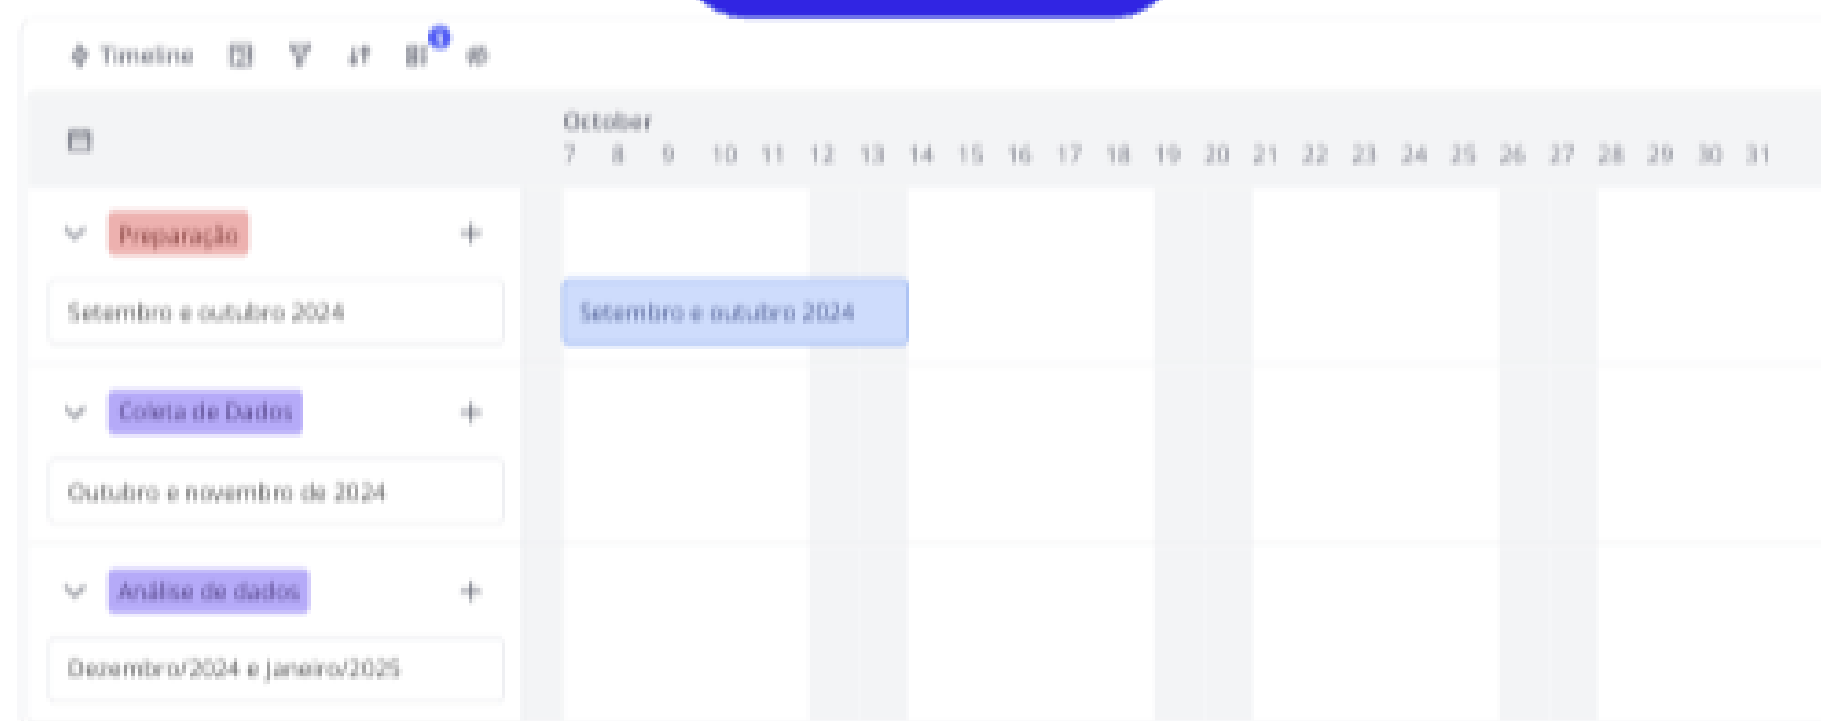 Timeline
October
7 8 9 10 11 12 13 14 15 16 17 18 19 20 21 22 23 24 25 26 27 28 29 30 31
Preparação
Setembro e outubro 2024
Setembro e outubro 2024
Coleta de Dados
Outubro e novembro de 2024
Análise de dados
Dezembro/2024 e Janeiro/2025